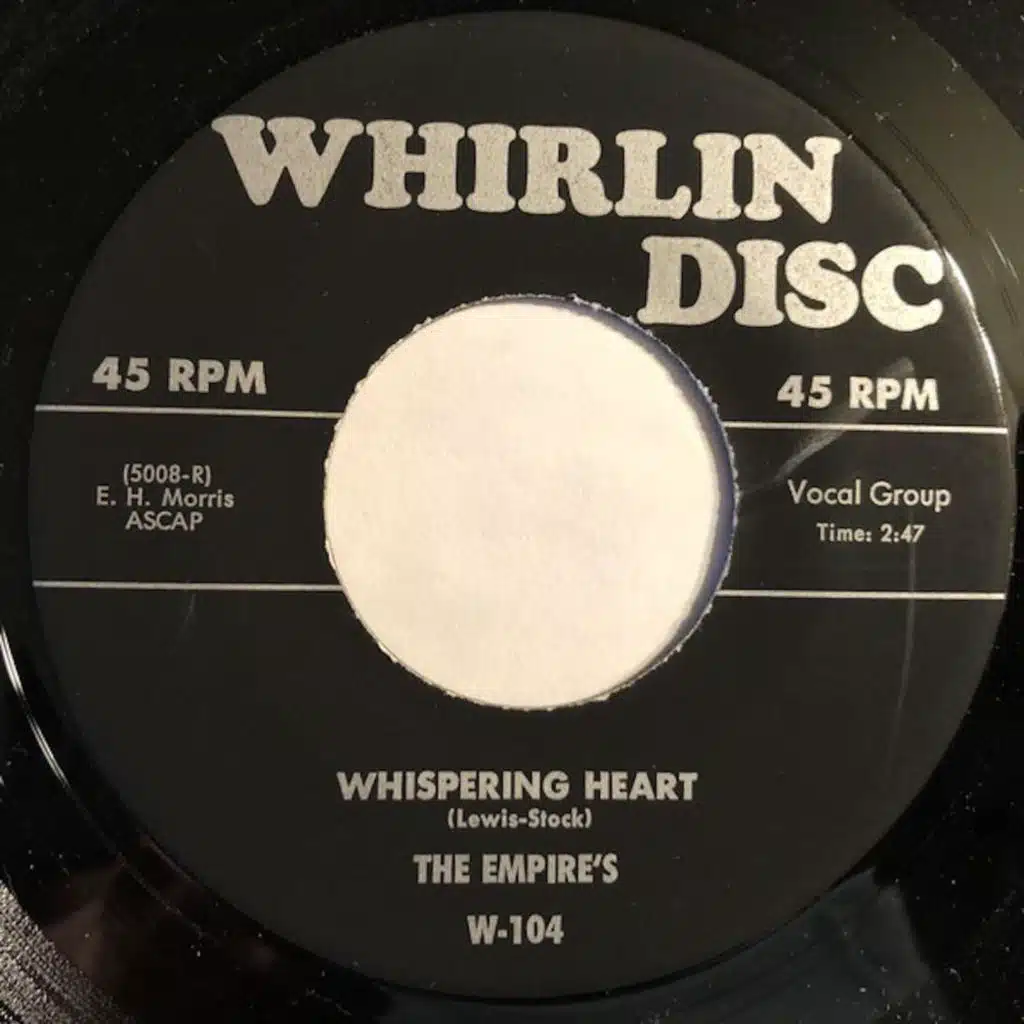 WHIRLIN
DISC
45 RPM
45 RPM
(5008-R)
E. H. Morris
ASCAP
Vocal Group
Time: 2:47
WHISPERING HEART
(Lewis-Stock)
THE EMPIRE'S
W-104